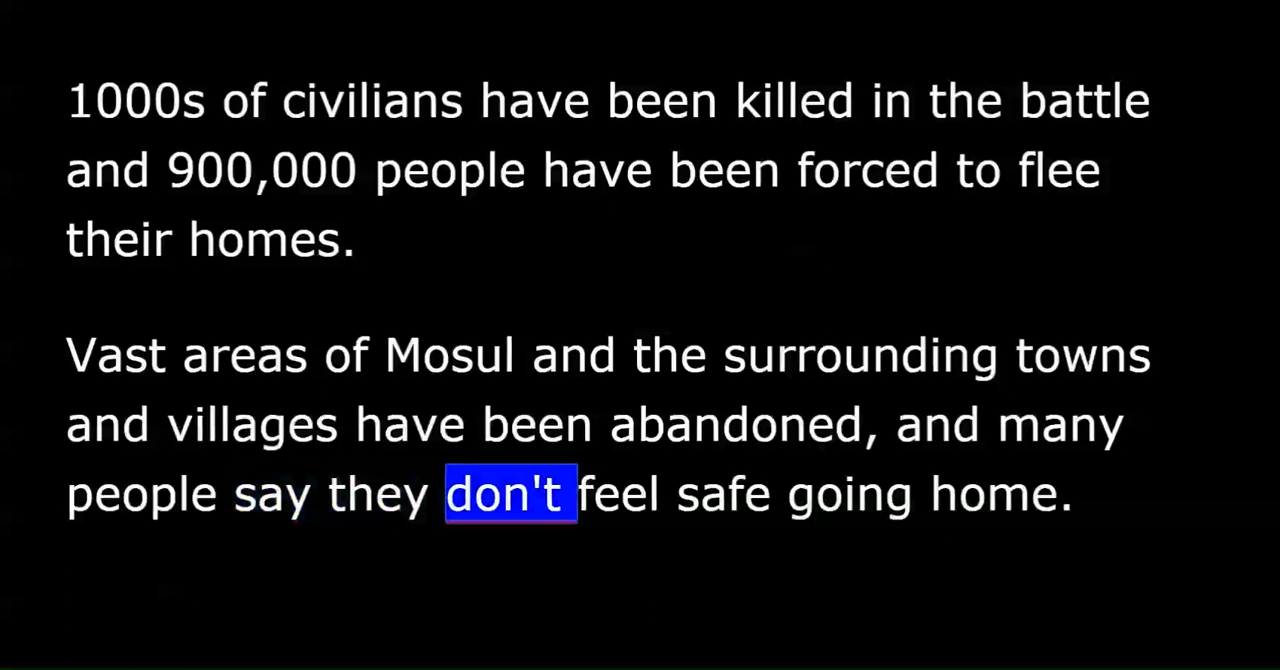 1000s of civilians have been killed in the battle
and 900,000 people have been forced to flee
their homes.
Vast areas of Mosul and the surrounding towns
and villages have been abandoned, and many
people say they don't feel safe going home.